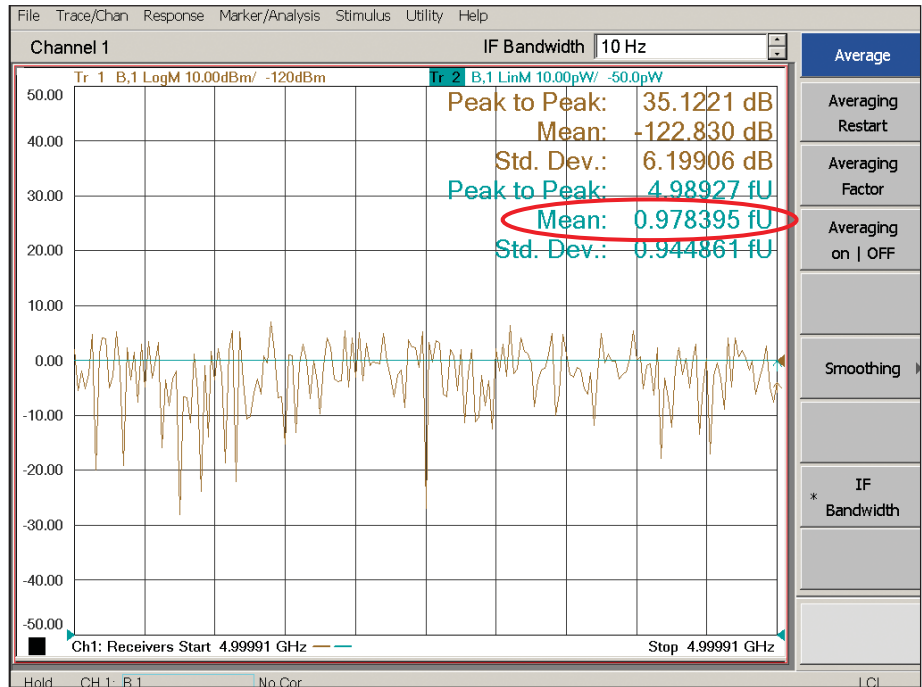 File Trace/Chan Response Marker/Analysis Stimulus Utility Help
Channel 1
IF Bandwidth 10 Hz
Tr 1 B,1 LogM 10.00dBm/ -120dBm
Tr 2 B,1 LinM 10.00pW/ -50.0pW
Peak to Peak: 35.1221 dB
Mean: -122.830 dB
Std. Dev.: 6.19906 dB
Peak to Peak: 4.98927 fU
Mean: 0.978395 fU
Std. Dev.: 0.944861 fU
50.00
40.00
30.00
20.00
10.00
0.00
-10.00
-20.00
-30.00
-40.00
-50.00
Ch1: Receivers Start 4.99991 GHz
Stop 4.99991 GHz
Hold CH 1: B,1 No Cor LCL
Average
Averaging
Restart
Averaging
Factor
Averaging
on | OFF
Smoothing
IF
* Bandwidth